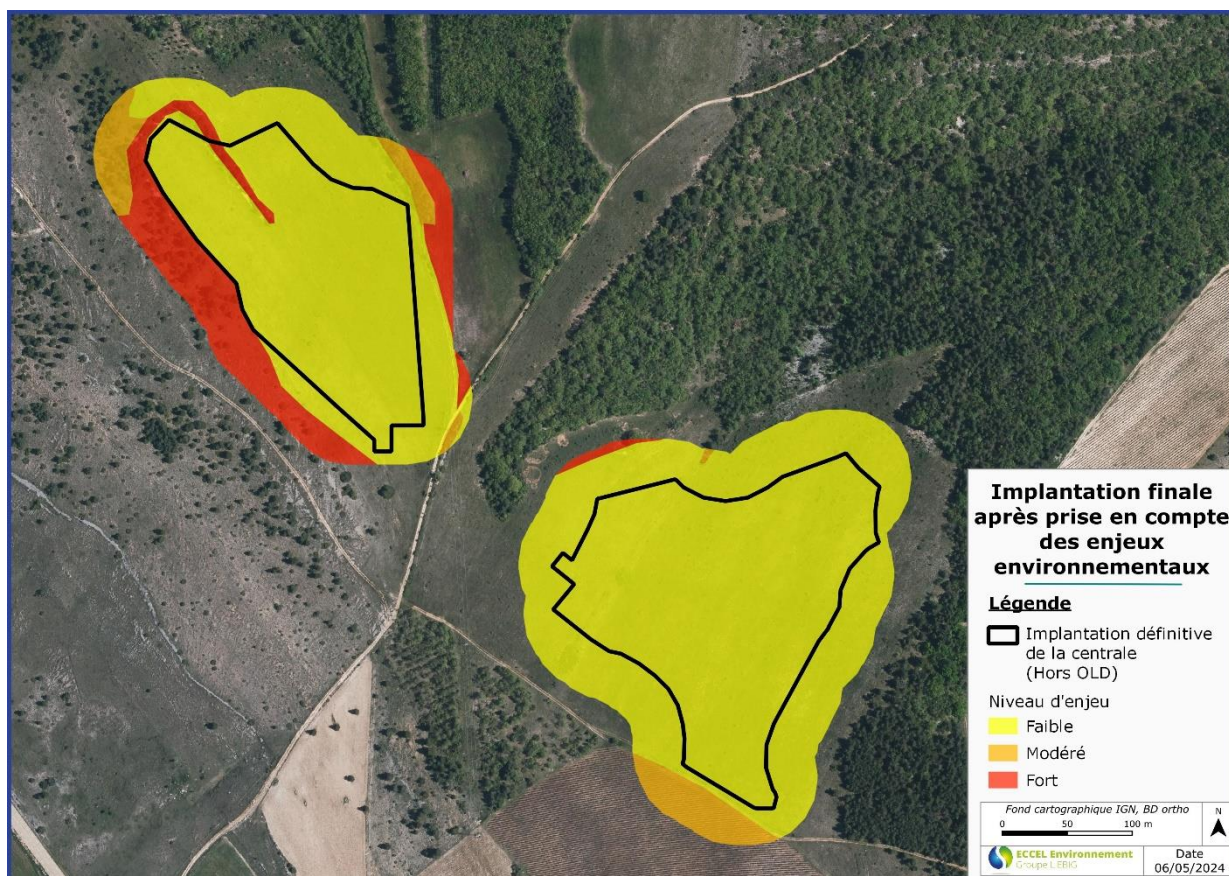 Implantation finale
après prise en compte
des enjeux
environnementaux
Légende
Implantation définitive
de la centrale
(Hors OLD)
Niveau d'enjeu
Faible
Modéré
Fort
Fond cartographique IGN, BD ortho
0 50 100 m
N
ECCEL Environnement
Groupe LIEBIG
Date
06/05/2024